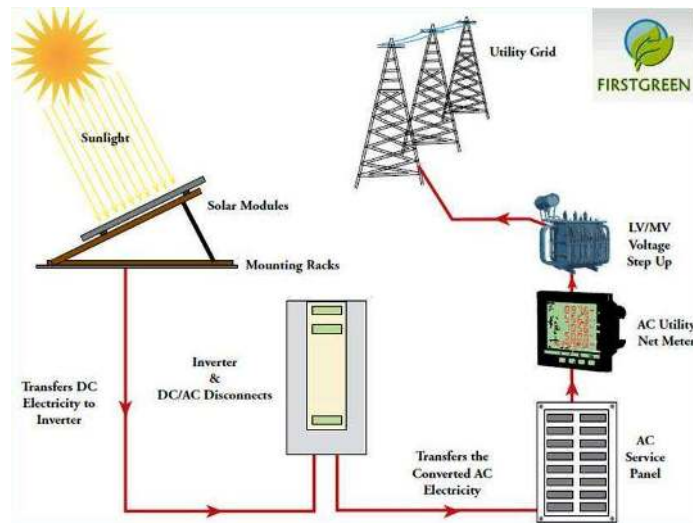 Utility Grid
FIRSTGREEN
Sunlight
Solar Modules
Mounting Racks
LV/MV
Voltage
Step Up
AC Utility
Net Meter
Inverter
&
DC/AC Disconnects
Transfers DC
Electricity to
Inverter
Transfers the
Converted AC
Electricity
AC
Service
Panel